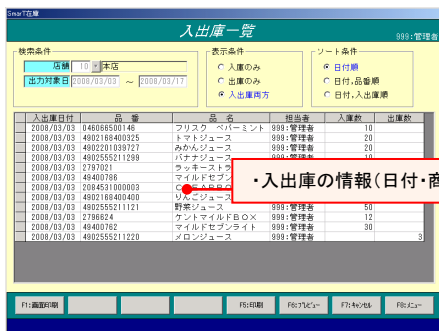 SmarT在庫
入出庫一覧
999:管理者
検索条件
店舗 10 本店
出力対象日 2008/03/03 ～ 2008/03/17
表示条件
入庫のみ
出庫のみ
入出庫両方
ソート条件
日付順
日付,品番順
日付,入出庫順
入出庫日付 品 番 品 名 担当者 入庫数 出庫数
2008/03/03 046066500146 フリスク ペパーミント 999:管理者 10
2008/03/03 4902168400325 トマトジュース 999:管理者 20
2008/03/03 4902201039727 みかんジュース 999:管理者 20
2008/03/03 4902555211299 バナナジュース 999:管理者
2008/03/03 2797021 ラッキーストラ
2008/03/03 49400786 マイルドセブン
2008/03/03 2084531000003
2008/03/03 4902168400400 りんごジュース
2008/03/03 4902555211121 野菜ジュース 999:管理者 50
2008/03/03 2796624 ケントマイルドBOX 999:管理者 12
2008/03/03 49400762 マイルドセブンライト 999:管理者 30
2008/03/03 4902555211220 メロンジュース 999:管理者 3
・入出庫の情報(日付・商
F1:画面印刷 F5:印刷 F6:プレビュー F7:キャンセル F8:メニュー